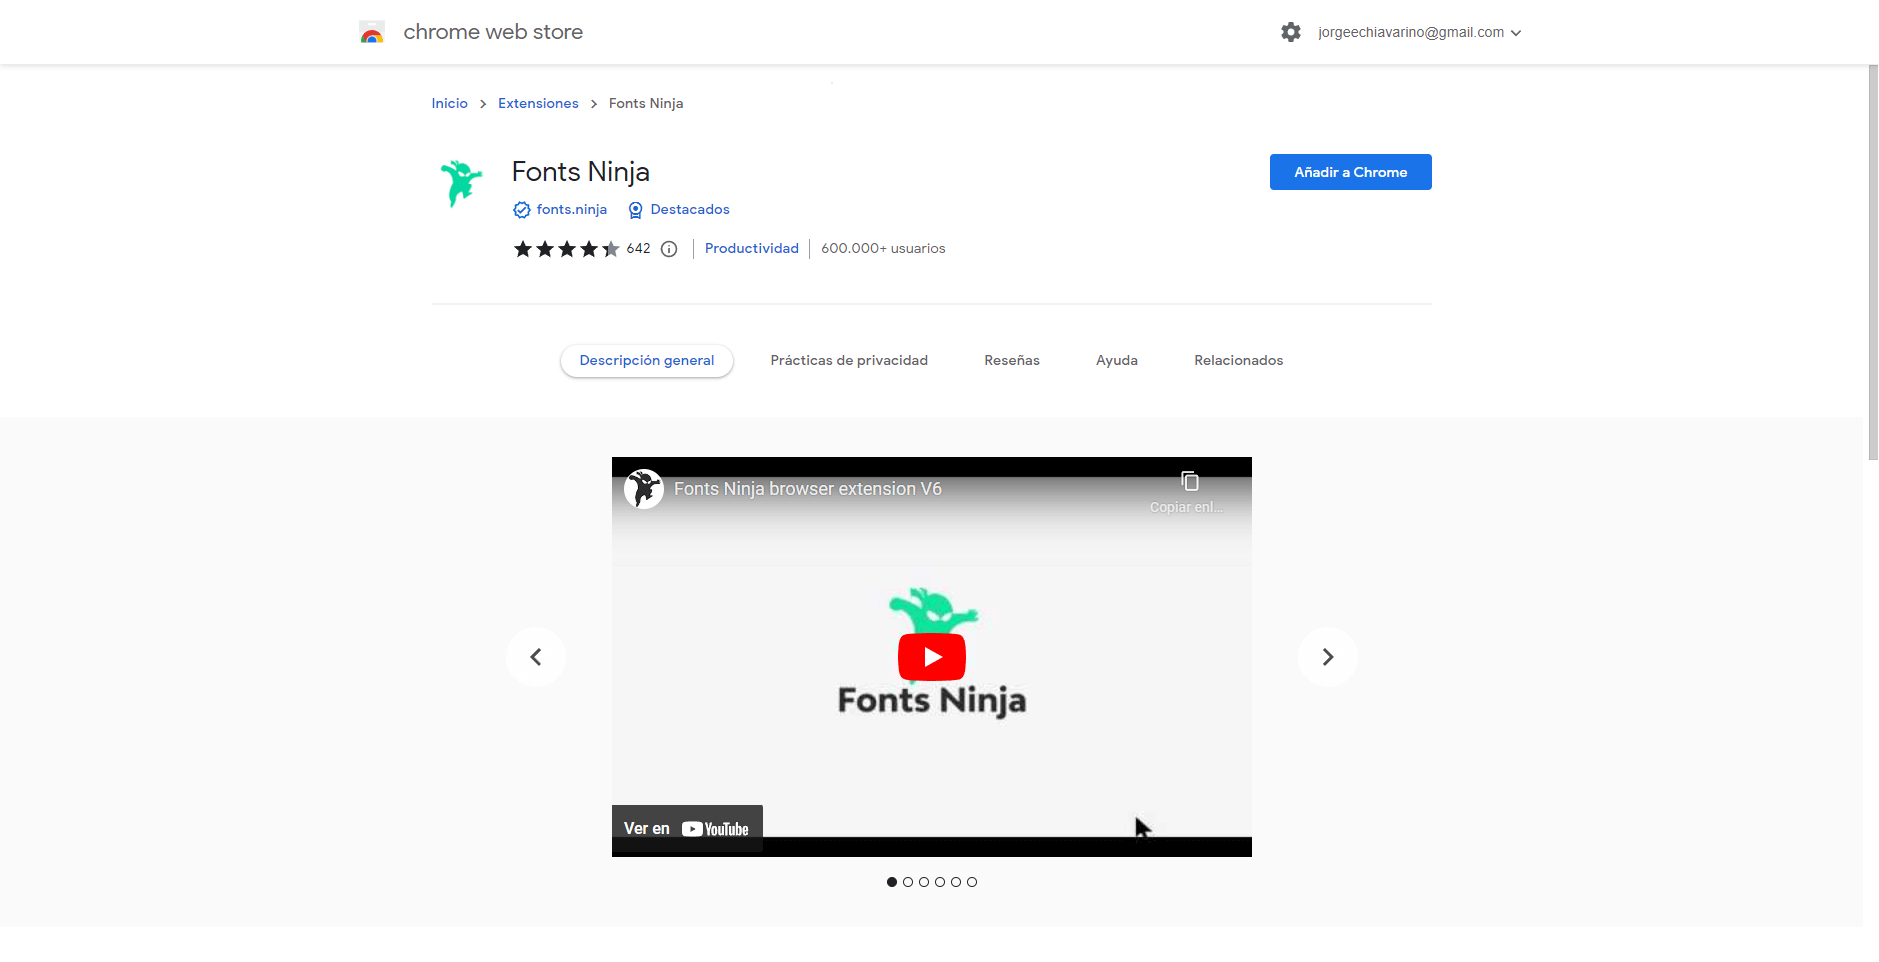 chrome web store
jorgeechiavarino@gmail.com
Inicio > Extensiones > Fonts Ninja
Fonts Ninja
Añadir a Chrome
fonts.ninja Destacados
642 Productividad 600.000+ usuarios
Descripción general Prácticas de privacidad Reseñas Ayuda Relacionados
Fonts Ninja browser extension V6
Copiar enl...
Fonts Ninja
Ver en YouTube